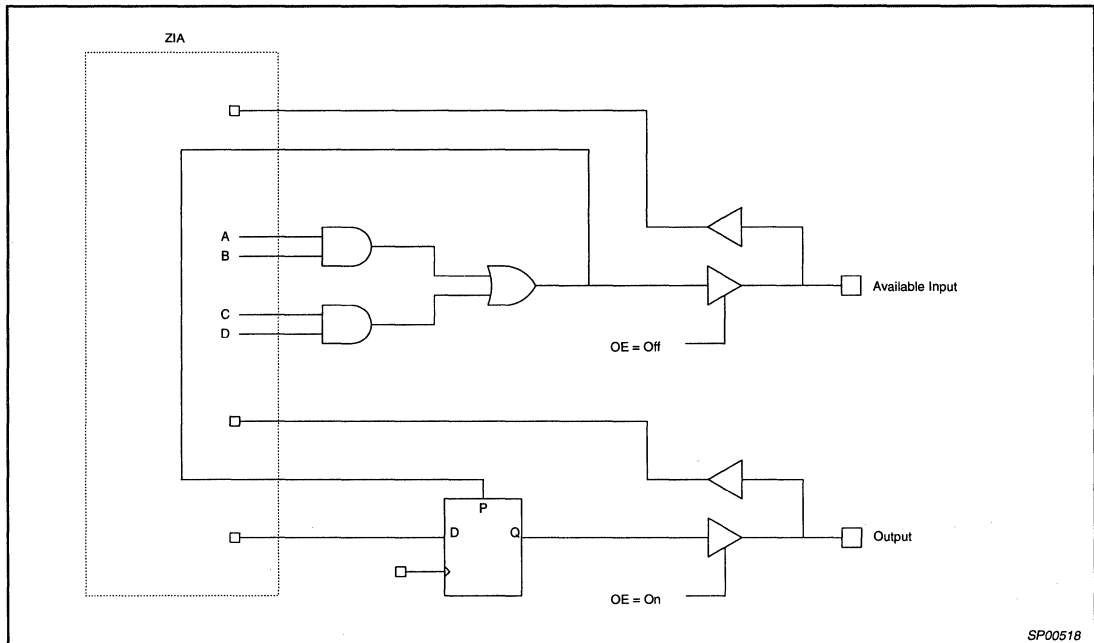 ZIA
A
B
C
D
Available Input
OE = Off
P
D
Q
Output
OE = On
SP00518